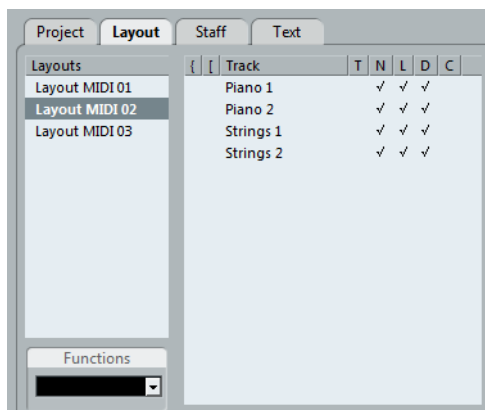 Project Layout Staff Text
Layouts
Layout MIDI 01
Layout MIDI 02
Layout MIDI 03
{ [ Track T N L D C
Piano 1 √ √ √
Piano 2 √ √ √
Strings 1 √ √ √
Strings 2 √ √ √
Functions